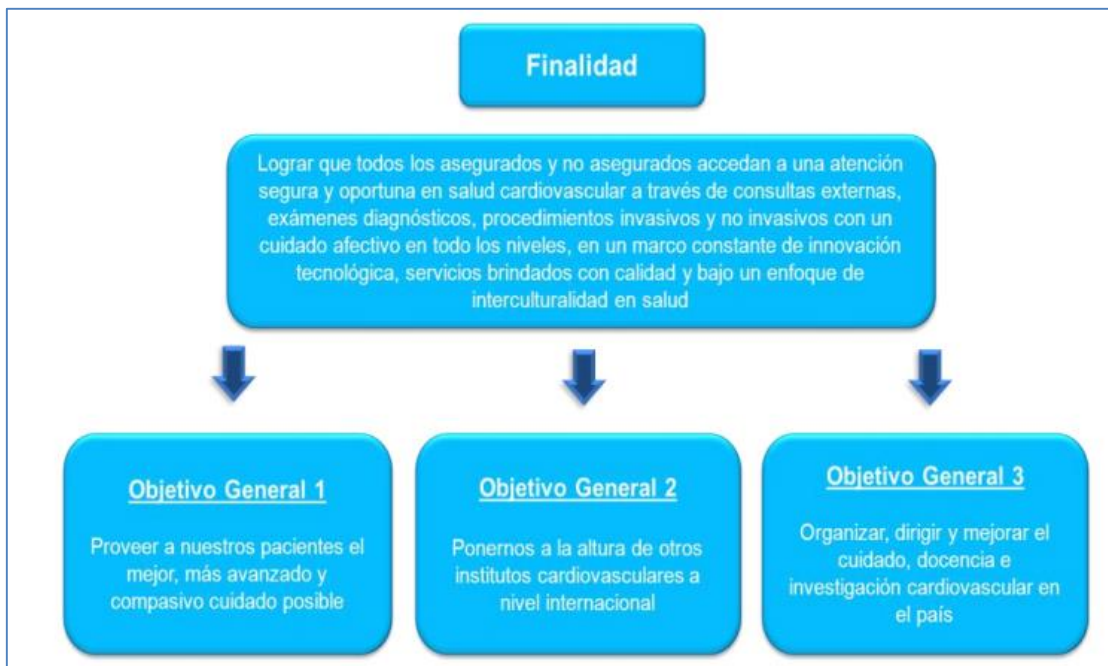 Finalidad
Lograr que todos los asegurados y no asegurados accedan a una atención
segura y oportuna en salud cardiovascular a través de consultas externas,
exámenes diagnósticos, procedimientos invasivos y no invasivos con un
cuidado afectivo en todo los niveles, en un marco constante de innovación
tecnológica, servicios brindados con calidad y bajo un enfoque de
interculturalidad en salud
Objetivo General 1
Proveer a nuestros pacientes el
mejor, más avanzado y
compasivo cuidado posible
Objetivo General 2
Ponernos a la altura de otros
institutos cardiovasculares a
nivel internacional
Objetivo General 3
Organizar, dirigir y mejorar el
cuidado, docencia e
investigación cardiovascular en
el país